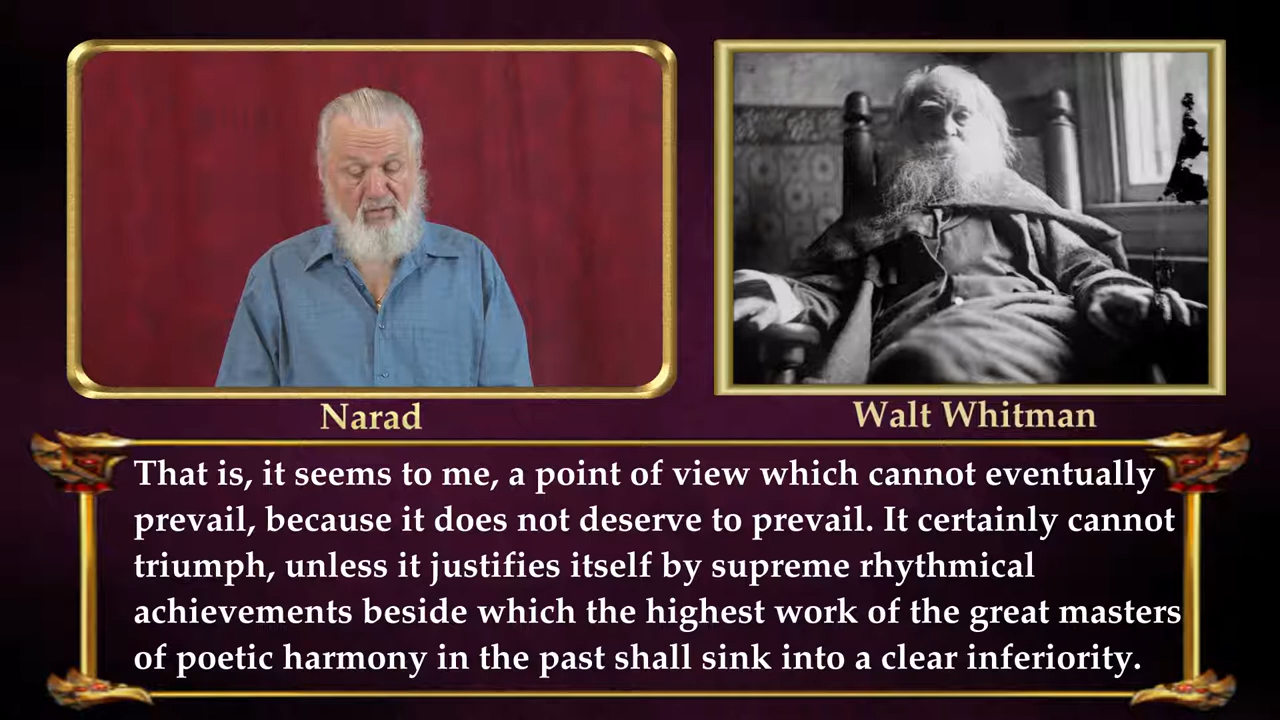 Narad
Walt Whitman
That is, it seems to me, a point of view which cannot eventually
prevail, because it does not deserve to prevail. It certainly cannot
triumph, unless it justifies itself by supreme rhythmical
achievements beside which the highest work of the great masters
of poetic harmony in the past shall sink into a clear inferiority.